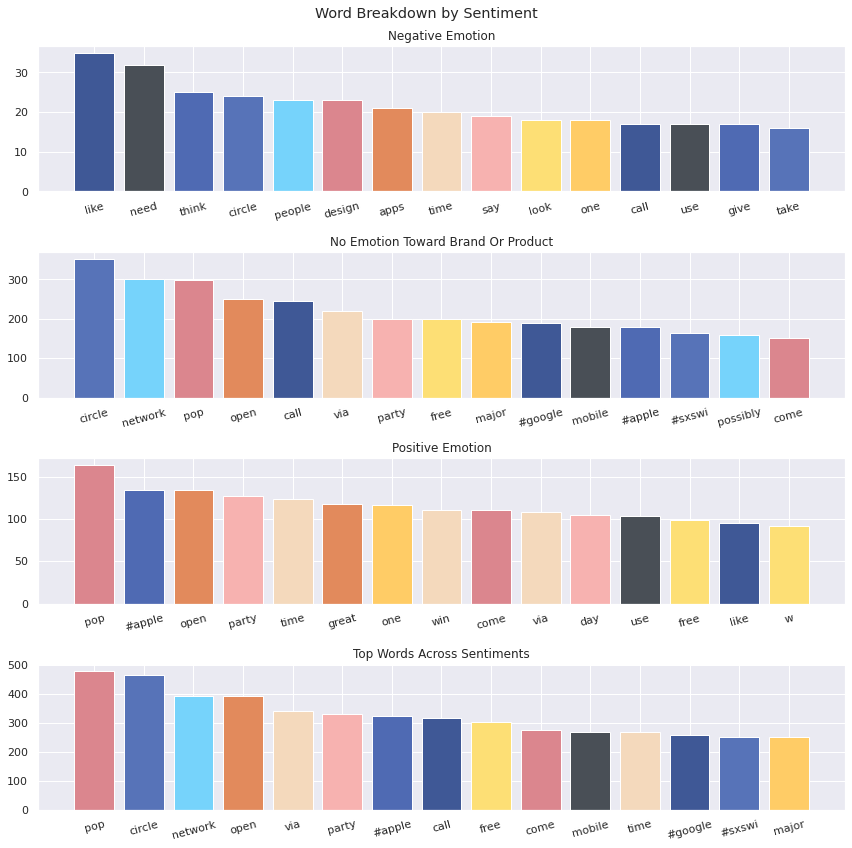 Word Breakdown by Sentiment
Negative Emotion
30
20
10
0
like need think circle people design apps time say look one call use give take
No Emotion Toward Brand Or Product
300
200
100
0
circle network pop open call via party free major #google mobile #apple #sxswi possibly come
Positive Emotion
150
100
50
0
pop #apple open party time great one win come via day use free like w
Top Words Across Sentiments
500
400
300
200
100
0
pop circle network open via party #apple call free come mobile time #google #sxswi major